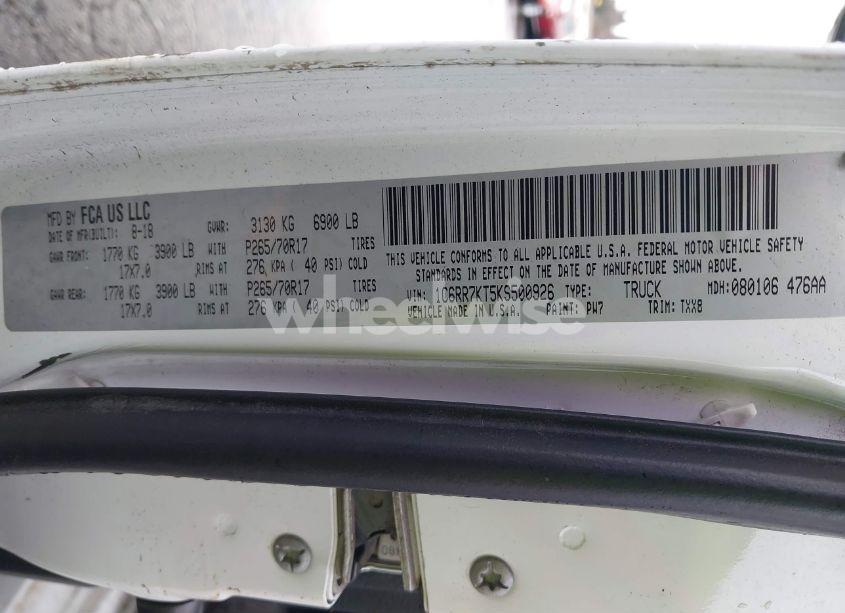 MFD BY FCA US LLC
DATE OF MFR(BUILT): 8-18 GVWR: 3130 KG 6900 LB
GAWR FRONT: 1770 KG 3900 LB WITH P265/70R17 TIRES
17X7.0 RIMS AT 276 KPA ( 40 PSI) COLD
GAWR REAR: 1770 KG 3900 LB WITH P265/70R17 TIRES
17X7.0 RIMS AT 276 KPA ( 40 PSI) COLD
THIS VEHICLE CONFORMS TO ALL APPLICABLE U.S.A. FEDERAL MOTOR VEHICLE SAFETY
STANDARDS IN EFFECT ON THE DATE OF MANUFACTURE SHOWN ABOVE.
VIN: 1C6RR7KT5KS500926 TYPE: TRUCK MDH: 080106 476AA
VEHICLE MADE IN U.S.A. PAINT: PW7 TRIM: TXX8
wheelwise